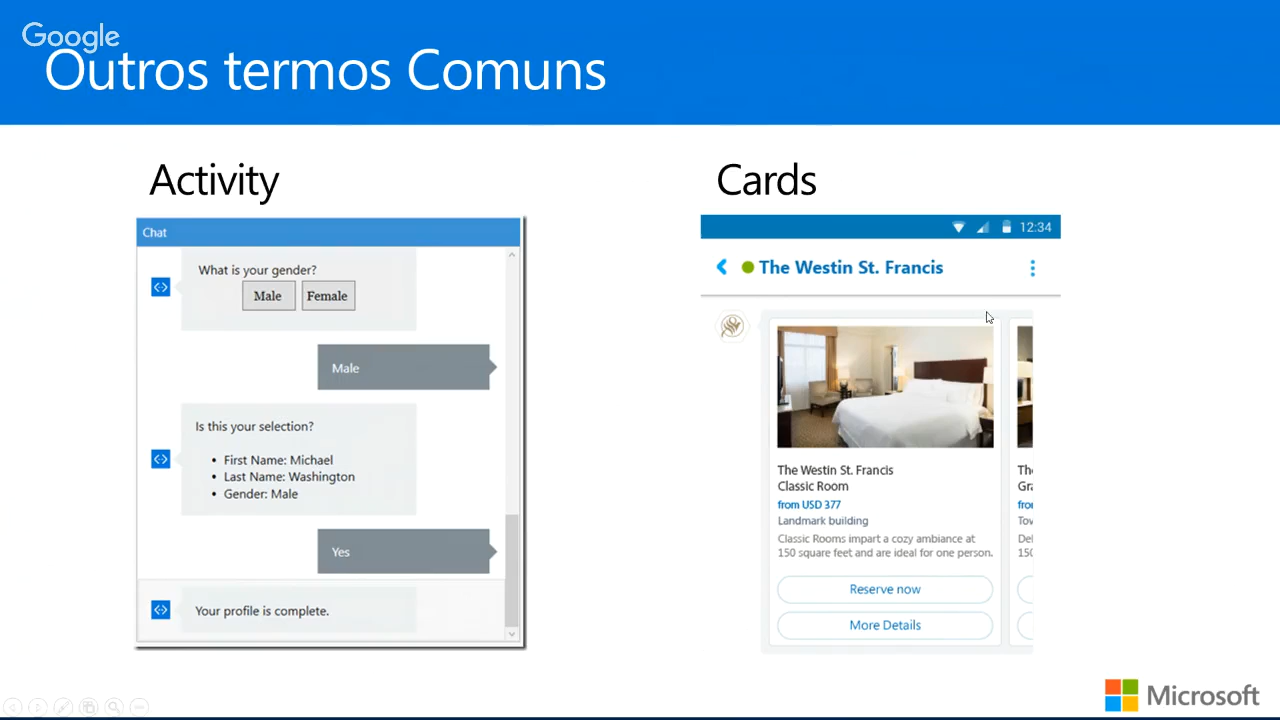 Google
Outros termos Comuns
Activity
Chat
What is your gender?
Male Female
Male
Is this your selection?
• First Name: Michael
• Last Name: Washington
• Gender: Male
Yes
Your profile is complete.
Cards
12:34
The Westin St. Francis
The Westin St. Francis
Classic Room
from USD 377
Landmark building
Classic Rooms impart a cozy ambiance at
150 square feet and are ideal for one person.
Reserve now
More Details
Microsoft